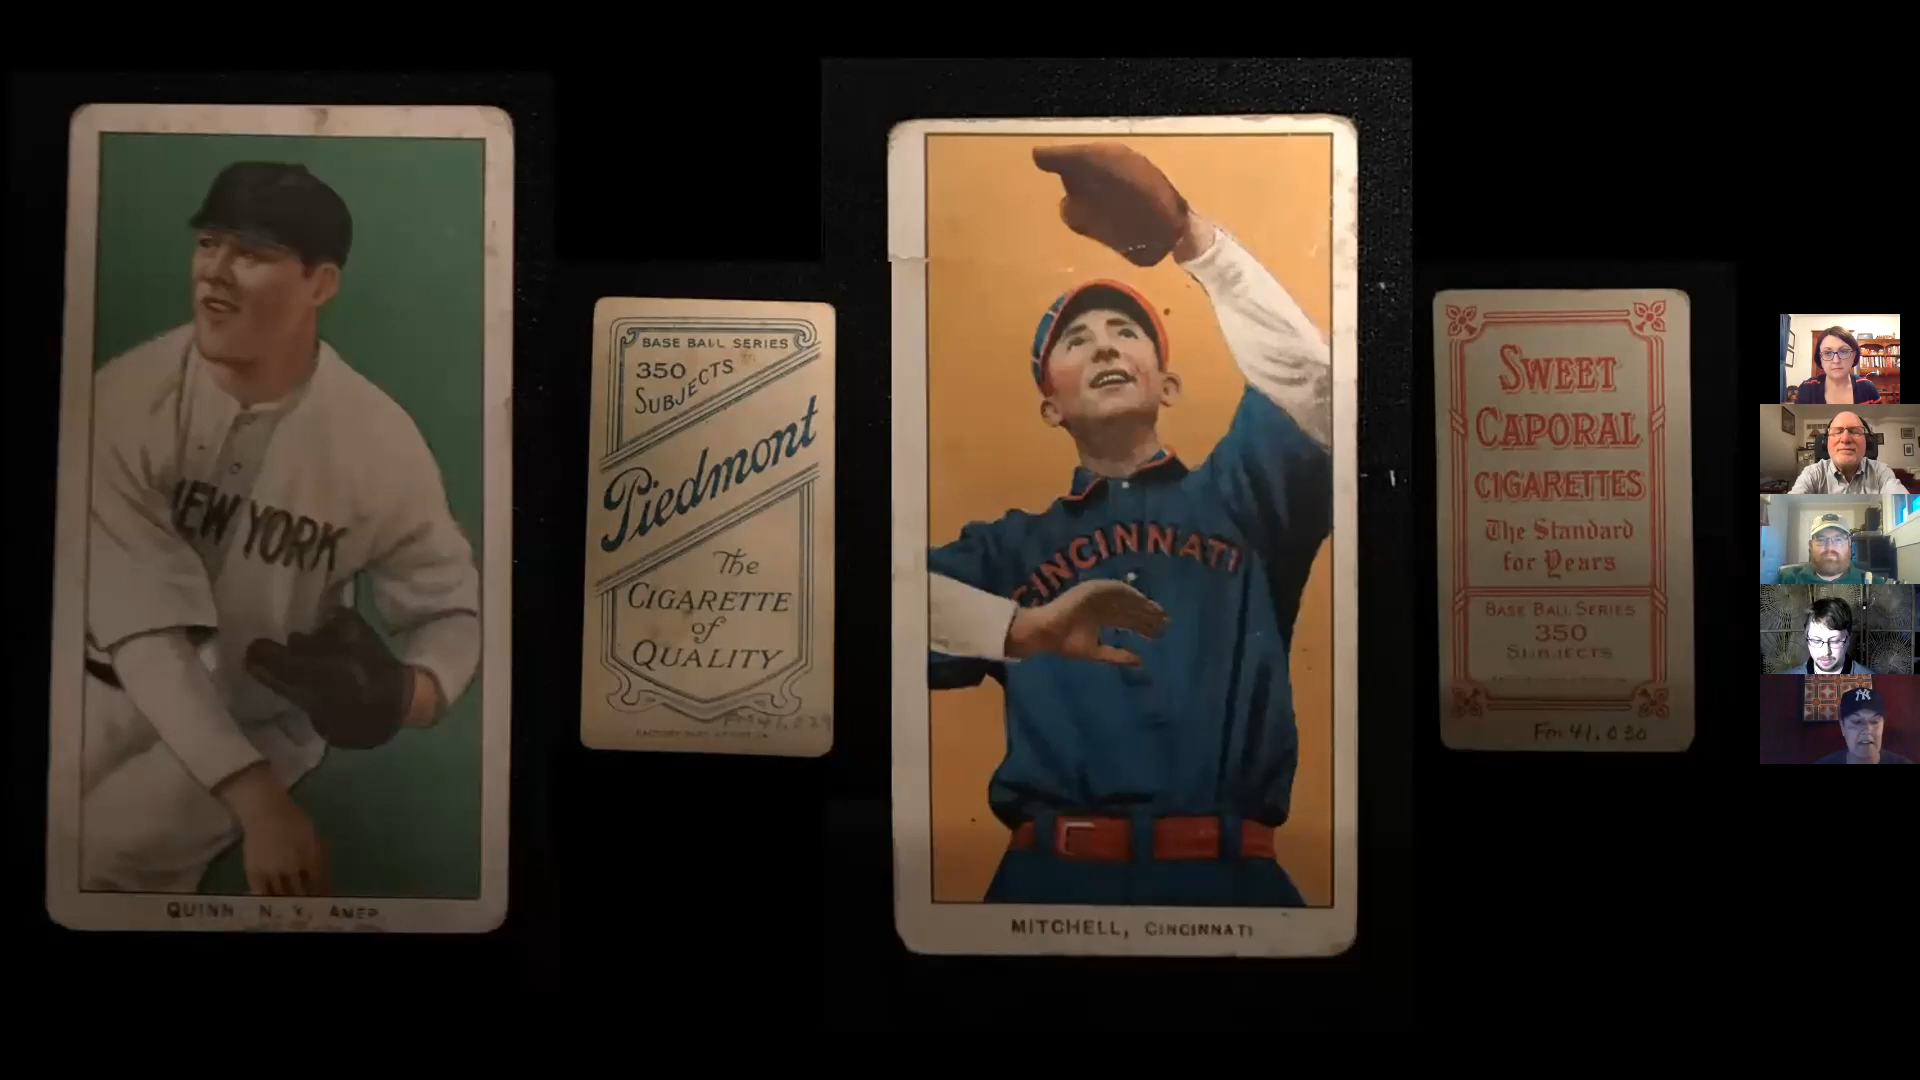 NEW YORK
QUINN, N. Y. AMER.
BASE BALL SERIES
350
SUBJECTS
Piedmont
The
CIGARETTE
of
QUALITY
CINCINNATI
MITCHELL, CINCINNATI
SWEET
CAPORAL
CIGARETTES
The Standard
for Years
BASE BALL SERIES
350
SUBJECTS
Fm 41.030
NY